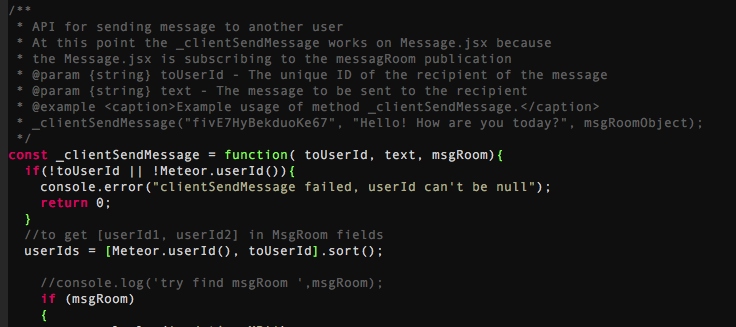 /**
 * API for sending message to another user
 * At this point the _clientSendMessage works on Message.jsx because
 * the Message.jsx is subscribing to the messagRoom publication
 * @param {string} toUserId - The unique ID of the recipient of the message
 * @param {string} text - The message to be sent to the recipient
 * @example <caption>Example usage of method _clientSendMessage.</caption>
 * _clientSendMessage("fivE7HyBekduoKe67", "Hello! How are you today?", msgRoomObject);
 */
const _clientSendMessage = function( toUserId, text, msgRoom){
  if(!toUserId || !Meteor.userId()){
    console.error("clientSendMessage failed, userId can't be null");
    return 0;
  }
  //to get [userId1, userId2] in MsgRoom fields
  userIds = [Meteor.userId(), toUserId].sort();

    //console.log('try find msgRoom ',msgRoom);
    if (msgRoom)
    {